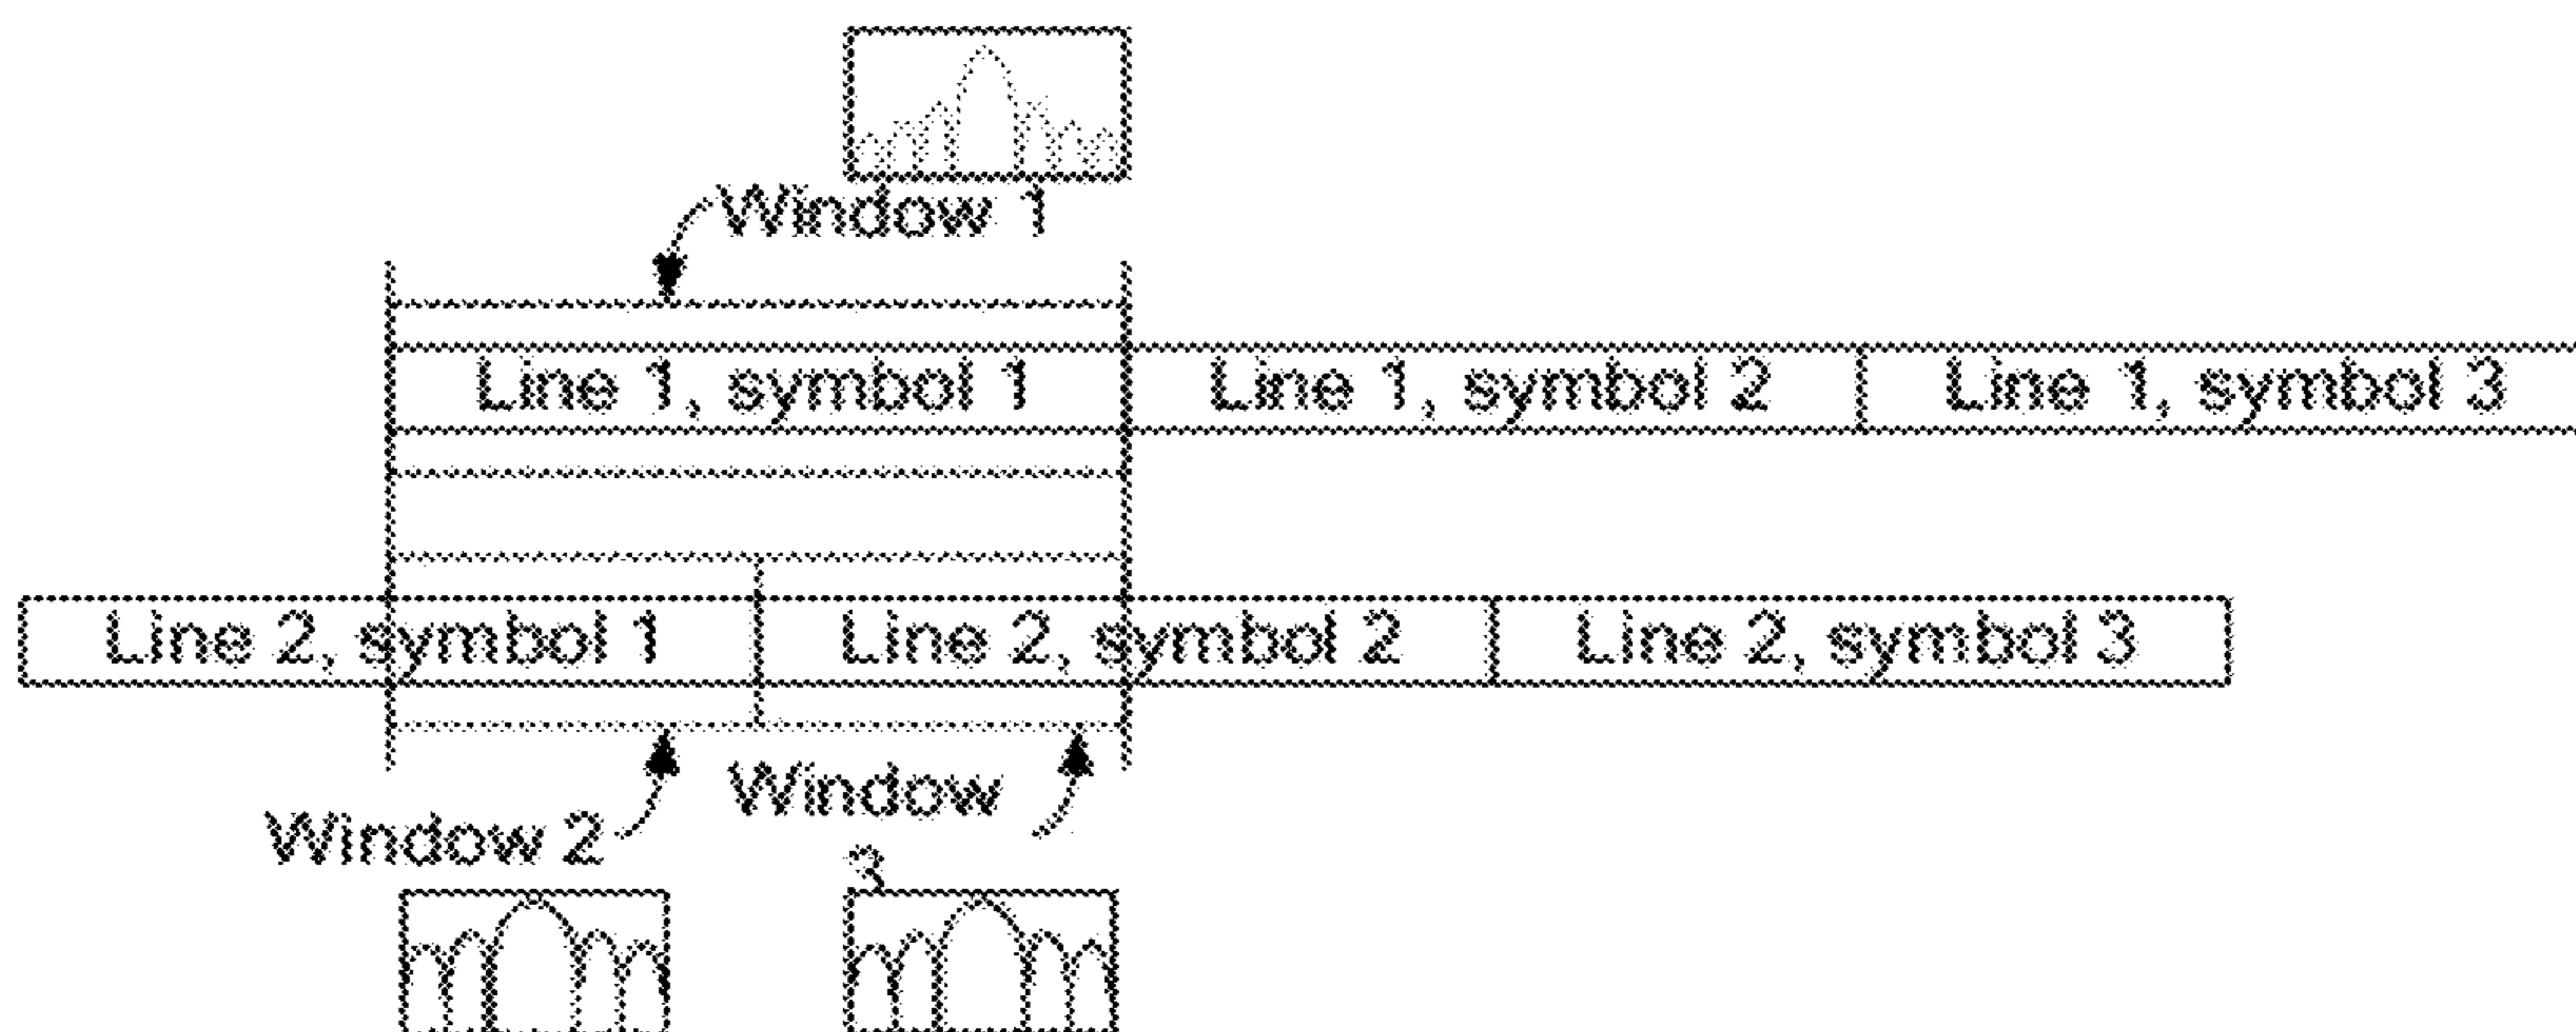 Window 1
Line 1, symbol 1 Line 1, symbol 2 Line 1, symbol 3
Line 2, symbol 1 Line 2, symbol 2 Line 2, symbol 3
Window 2 Window
3